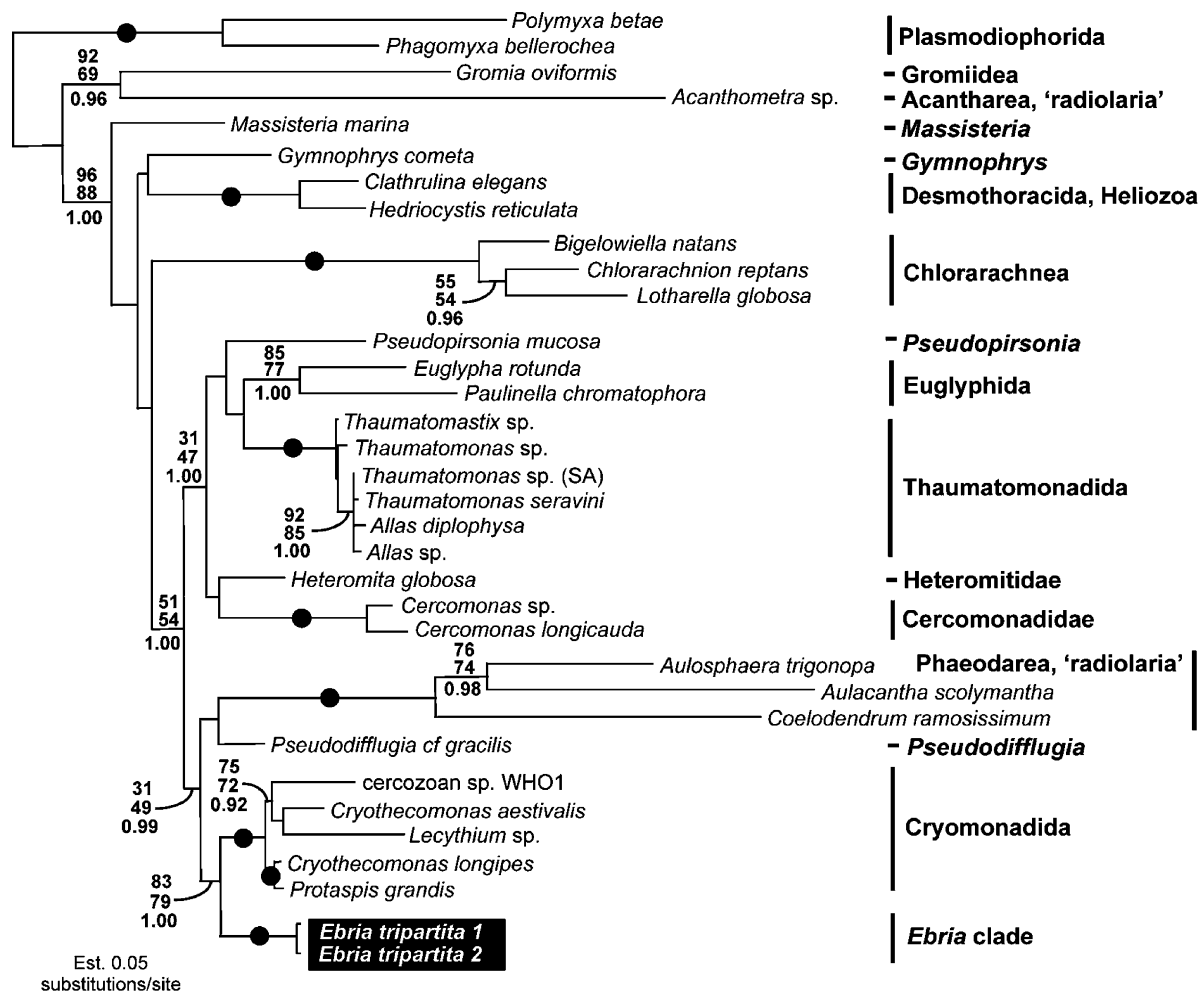 Polymyxa betae
Phagomyxa bellerochea
Plasmodiophorida
92
69
0.96
Gromia oviformis
Gromiidea
Acanthometra sp.
Acantharea, ‘radiolaria’
Massisteria marina
Massisteria
96
88
1.00
Gymnophrys cometa
Gymnophrys
Clathrulina elegans
Hedriocystis reticulata
Desmothoracida, Heliozoa
Bigelowiella natans
Chlorarachnion reptans
Lotharella globosa
Chlorarachnea
55
54
0.96
Pseudopirsonia mucosa
Pseudopirsonia
85
77
1.00
Euglypha rotunda
Paulinella chromatophora
Euglyphida
31
47
1.00
Thaumatomastix sp.
Thaumatomonas sp.
Thaumatomonas sp. (SA)
Thaumatomonas seravini
Allas diplophysa
Allas sp.
Thaumatomonadida
92
85
1.00
Heteromita globosa
Heteromitidae
Cercomonas sp.
Cercomonas longicauda
Cercomonadidae
51
54
1.00
76
74
0.98
Aulosphaera trigonopa
Phaeodarea, ‘radiolaria’
Aulacantha scolymantha
Coelodendrum ramosissimum
Pseudodifflugia cf gracilis
Pseudodifflugia
31
49
0.99
75
72
0.92
cercozoan sp. WHO1
Cryothecomonas aestivalis
Lecythium sp.
Cryothecomonas longipes
Protaspis grandis
Cryomonadida
83
79
1.00
Ebria tripartita 1
Ebria tripartita 2
Ebria clade
Est. 0.05
substitutions/site